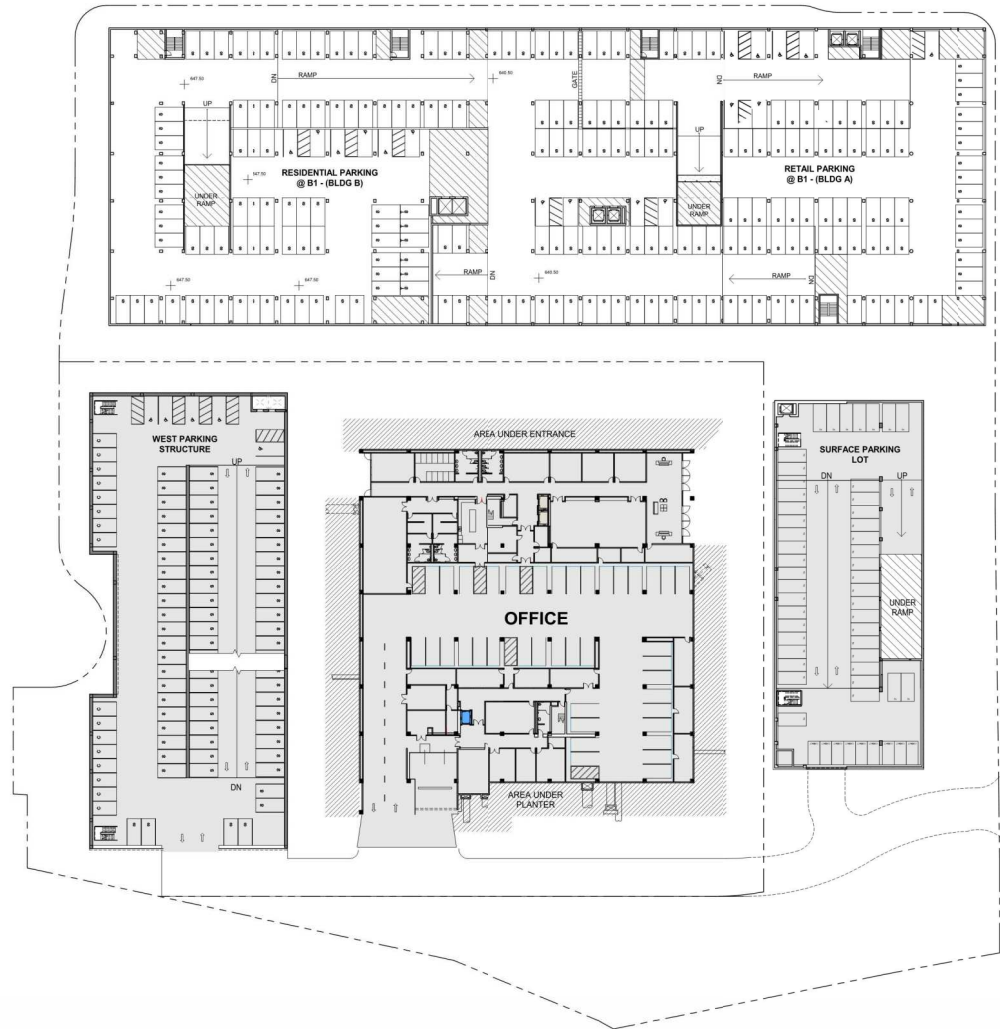 647.50
DN
RAMP
640.50
GATE
DN
RAMP
UP
UP
RESIDENTIAL PARKING
@ B1 - (BLDG B)
647.50
RETAIL PARKING
@ B1 - (BLDG A)
UNDER
RAMP
UNDER
RAMP
647.50
647.50
RAMP
DN
640.50
RAMP
DN
WEST PARKING
STRUCTURE
UP
AREA UNDER ENTRANCE
SURFACE PARKING
LOT
DN
UP
OFFICE
UNDER
RAMP
DN
AREA UNDER
PLANTER